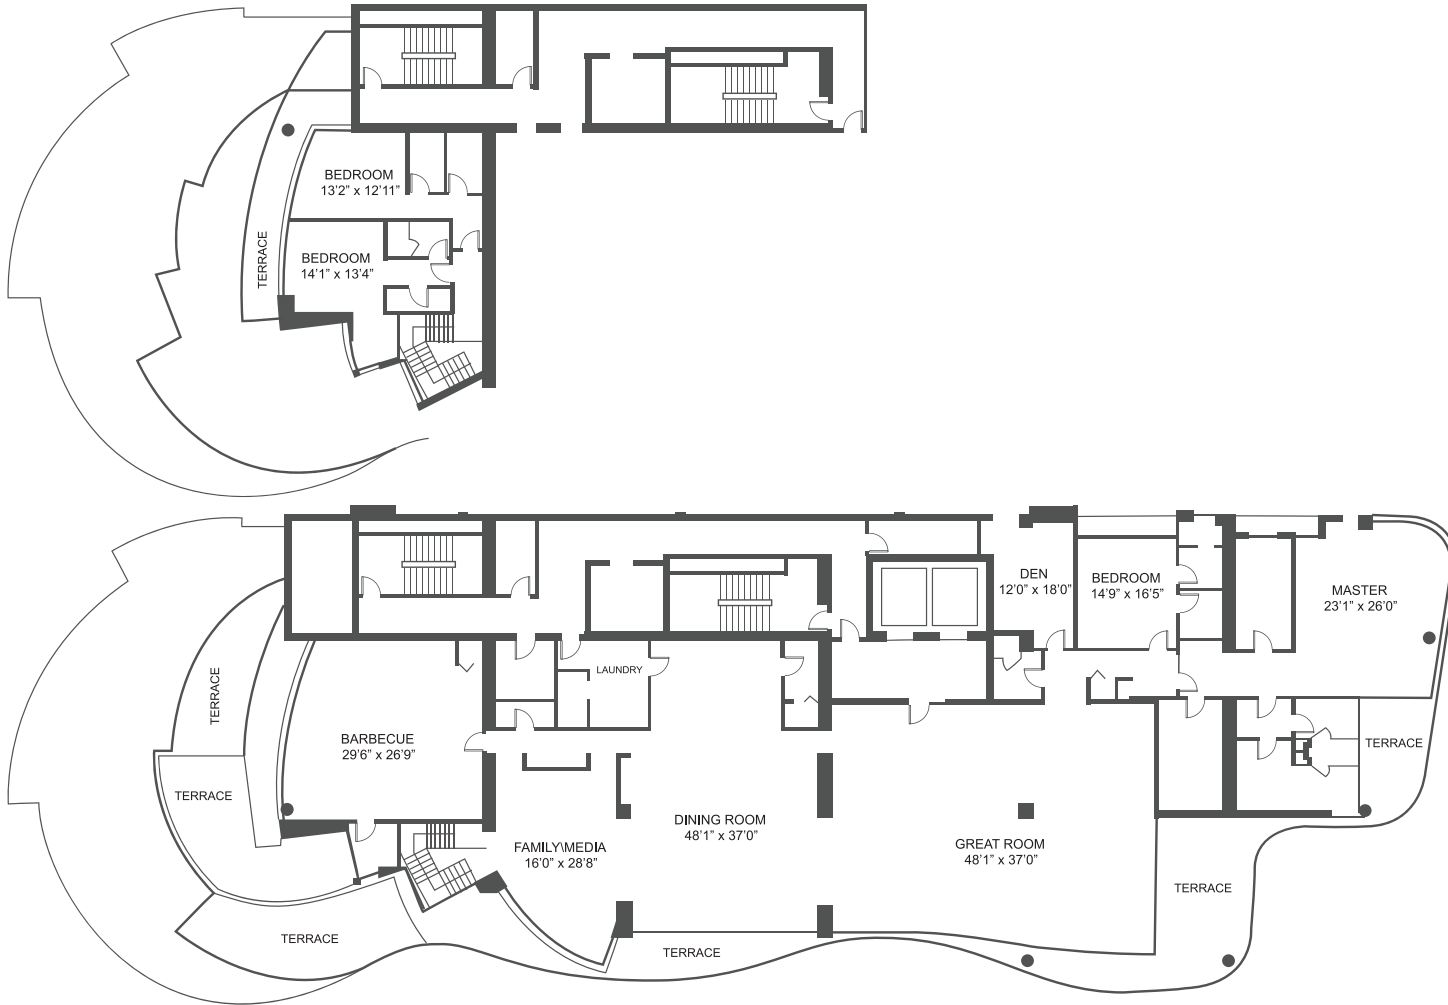 BEDROOM
13'2" x 12'11"
TERRACE
BEDROOM
14'1" x 13'4"
DEN
12'0" x 18'0"
BEDROOM
14'9" x 16'5"
MASTER
23'1" x 26'0"
LAUNDRY
TERRACE
BARBECUE
29'6" x 26'9"
TERRACE
TERRACE
DINING ROOM
48'1" x 37'0"
FAMILY\MEDIA
16'0" x 28'8"
GREAT ROOM
48'1" x 37'0"
TERRACE
TERRACE
TERRACE